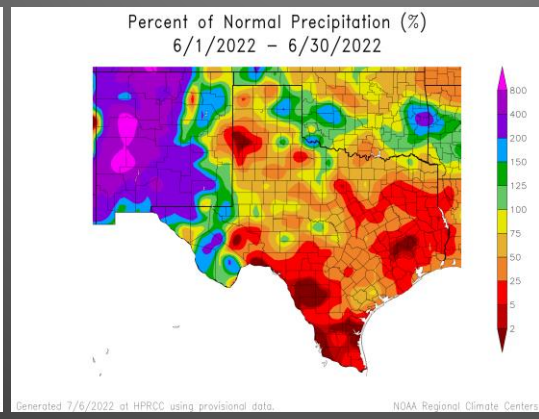 Percent of Normal Precipitation (%)
6/1/2022 – 6/30/2022
800
400
200
150
125
100
75
50
25
5
2
Generated 7/6/2022 at HPRCC using provisional data.
NOAA Regional Climate Centers